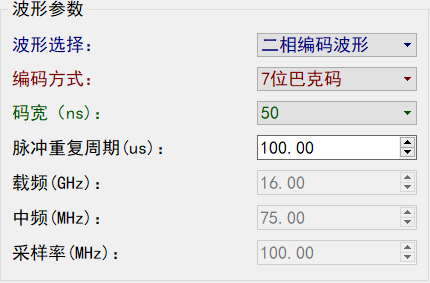 波形参数
波形选择: 二相编码波形
编码方式: 7位巴克码
码宽 (ns): 50
脉冲重复周期(us): 100.00
载频(GHz): 16.00
中频(MHz): 75.00
采样率(MHz): 100.00